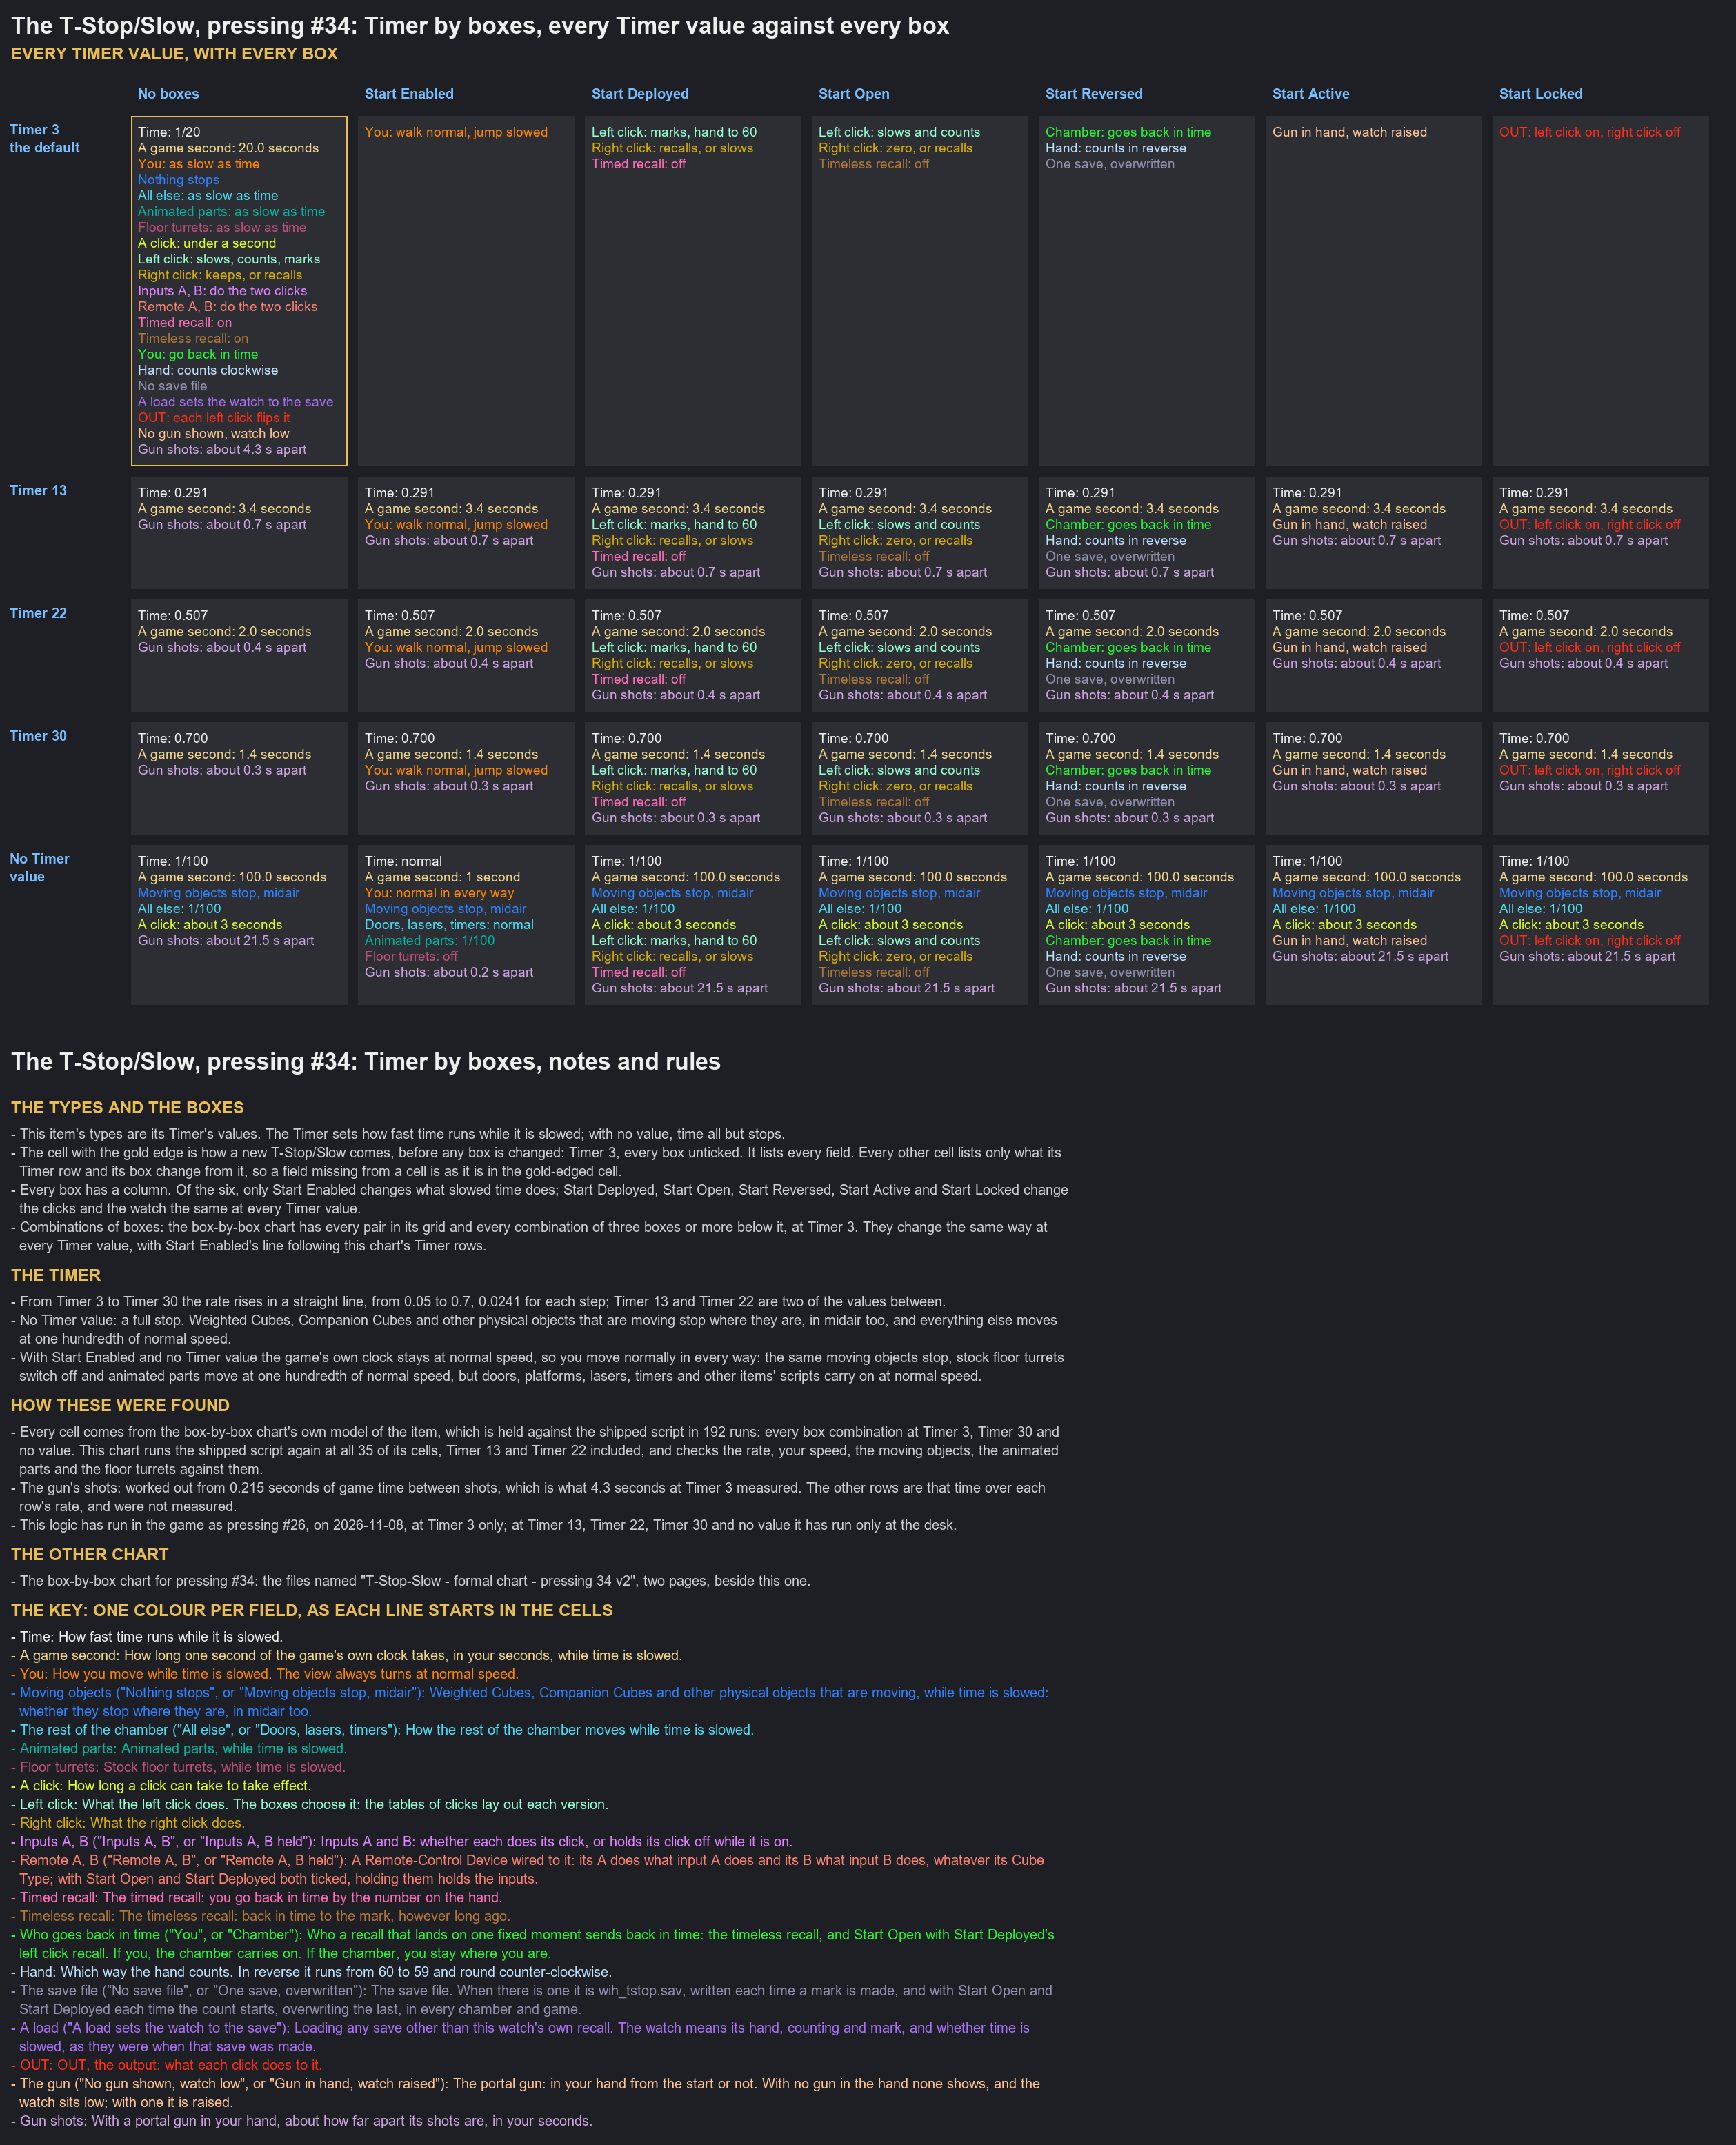 The T-Stop/Slow, pressing #34: Timer by boxes, every Timer value against every box
EVERY TIMER VALUE, WITH EVERY BOX
No boxes
Start Enabled
Start Deployed
Start Open
Start Reversed
Start Active
Start Locked
Timer 3
the default
Time: 1/20
A game second: 20.0 seconds
You: as slow as time
Nothing stops
All else: as slow as time
Animated parts: as slow as time
Floor turrets: as slow as time
A click: under a second
Left click: slows, counts, marks
Right click: keeps, or recalls
Inputs A, B: do the two clicks
Remote A, B: do the two clicks
Timed recall: on
Timeless recall: on
You: go back in time
Hand: counts clockwise
No save file
A load sets the watch to the save
OUT: each left click flips it
No gun shown, watch low
Gun shots: about 4.3 s apart
You: walk normal, jump slowed
Left click: marks, hand to 60
Right click: recalls, or slows
Timed recall: off
Left click: slows and counts
Right click: zero, or recalls
Timeless recall: off
Chamber: goes back in time
Hand: counts in reverse
One save, overwritten
Gun in hand, watch raised
OUT: left click on, right click off
Timer 13
Time: 0.291
A game second: 3.4 seconds
Gun shots: about 0.7 s apart
Time: 0.291
A game second: 3.4 seconds
You: walk normal, jump slowed
Gun shots: about 0.7 s apart
Time: 0.291
A game second: 3.4 seconds
Left click: marks, hand to 60
Right click: recalls, or slows
Timed recall: off
Gun shots: about 0.7 s apart
Time: 0.291
A game second: 3.4 seconds
Left click: slows and counts
Right click: zero, or recalls
Timeless recall: off
Gun shots: about 0.7 s apart
Time: 0.291
A game second: 3.4 seconds
Chamber: goes back in time
Hand: counts in reverse
One save, overwritten
Gun shots: about 0.7 s apart
Time: 0.291
A game second: 3.4 seconds
Gun in hand, watch raised
Gun shots: about 0.7 s apart
Time: 0.291
A game second: 3.4 seconds
OUT: left click on, right click off
Gun shots: about 0.7 s apart
Timer 22
Time: 0.507
A game second: 2.0 seconds
Gun shots: about 0.4 s apart
Time: 0.507
A game second: 2.0 seconds
You: walk normal, jump slowed
Gun shots: about 0.4 s apart
Time: 0.507
A game second: 2.0 seconds
Left click: marks, hand to 60
Right click: recalls, or slows
Timed recall: off
Gun shots: about 0.4 s apart
Time: 0.507
A game second: 2.0 seconds
Left click: slows and counts
Right click: zero, or recalls
Timeless recall: off
Gun shots: about 0.4 s apart
Time: 0.507
A game second: 2.0 seconds
Chamber: goes back in time
Hand: counts in reverse
One save, overwritten
Gun shots: about 0.4 s apart
Time: 0.507
A game second: 2.0 seconds
Gun in hand, watch raised
Gun shots: about 0.4 s apart
Time: 0.507
A game second: 2.0 seconds
OUT: left click on, right click off
Gun shots: about 0.4 s apart
Timer 30
Time: 0.700
A game second: 1.4 seconds
Gun shots: about 0.3 s apart
Time: 0.700
A game second: 1.4 seconds
You: walk normal, jump slowed
Gun shots: about 0.3 s apart
Time: 0.700
A game second: 1.4 seconds
Left click: marks, hand to 60
Right click: recalls, or slows
Timed recall: off
Gun shots: about 0.3 s apart
Time: 0.700
A game second: 1.4 seconds
Left click: slows and counts
Right click: zero, or recalls
Timeless recall: off
Gun shots: about 0.3 s apart
Time: 0.700
A game second: 1.4 seconds
Chamber: goes back in time
Hand: counts in reverse
One save, overwritten
Gun shots: about 0.3 s apart
Time: 0.700
A game second: 1.4 seconds
Gun in hand, watch raised
Gun shots: about 0.3 s apart
Time: 0.700
A game second: 1.4 seconds
OUT: left click on, right click off
Gun shots: about 0.3 s apart
No Timer
value
Time: 1/100
A game second: 100.0 seconds
Moving objects stop, midair
All else: 1/100
A click: about 3 seconds
Gun shots: about 21.5 s apart
Time: normal
A game second: 1 second
You: normal in every way
Moving objects stop, midair
Doors, lasers, timers: normal
Animated parts: 1/100
Floor turrets: off
Gun shots: about 0.2 s apart
Time: 1/100
A game second: 100.0 seconds
Moving objects stop, midair
All else: 1/100
A click: about 3 seconds
Left click: marks, hand to 60
Right click: recalls, or slows
Timed recall: off
Gun shots: about 21.5 s apart
Time: 1/100
A game second: 100.0 seconds
Moving objects stop, midair
All else: 1/100
A click: about 3 seconds
Left click: slows and counts
Right click: zero, or recalls
Timeless recall: off
Gun shots: about 21.5 s apart
Time: 1/100
A game second: 100.0 seconds
Moving objects stop, midair
All else: 1/100
A click: about 3 seconds
Chamber: goes back in time
Hand: counts in reverse
One save, overwritten
Gun shots: about 21.5 s apart
Time: 1/100
A game second: 100.0 seconds
Moving objects stop, midair
All else: 1/100
A click: about 3 seconds
Gun in hand, watch raised
Gun shots: about 21.5 s apart
Time: 1/100
A game second: 100.0 seconds
Moving objects stop, midair
All else: 1/100
A click: about 3 seconds
OUT: left click on, right click off
Gun shots: about 21.5 s apart
The T-Stop/Slow, pressing #34: Timer by boxes, notes and rules
THE TYPES AND THE BOXES
- This item's types are its Timer's values. The Timer sets how fast time runs while it is slowed; with no value, time all but stops.
- The cell with the gold edge is how a new T-Stop/Slow comes, before any box is changed: Timer 3, every box unticked. It lists every field. Every other cell lists only what its
Timer row and its box change from it, so a field missing from a cell is as it is in the gold-edged cell.
- Every box has a column. Of the six, only Start Enabled changes what slowed time does; Start Deployed, Start Open, Start Reversed, Start Active and Start Locked change
the clicks and the watch the same at every Timer value.
- Combinations of boxes: the box-by-box chart has every pair in its grid and every combination of three boxes or more below it, at Timer 3. They change the same way at
every Timer value, with Start Enabled's line following this chart's Timer rows.
THE TIMER
- From Timer 3 to Timer 30 the rate rises in a straight line, from 0.05 to 0.7, 0.0241 for each step; Timer 13 and Timer 22 are two of the values between.
- No Timer value: a full stop. Weighted Cubes, Companion Cubes and other physical objects that are moving stop where they are, in midair too, and everything else moves
at one hundredth of normal speed.
- With Start Enabled and no Timer value the game's own clock stays at normal speed, so you move normally in every way: the same moving objects stop, stock floor turrets
switch off and animated parts move at one hundredth of normal speed, but doors, platforms, lasers, timers and other items' scripts carry on at normal speed.
HOW THESE WERE FOUND
- Every cell comes from the box-by-box chart's own model of the item, which is held against the shipped script in 192 runs: every box combination at Timer 3, Timer 30 and
no value. This chart runs the shipped script again at all 35 of its cells, Timer 13 and Timer 22 included, and checks the rate, your speed, the moving objects, the animated
parts and the floor turrets against them.
- The gun's shots: worked out from 0.215 seconds of game time between shots, which is what 4.3 seconds at Timer 3 measured. The other rows are that time over each
row's rate, and were not measured.
- This logic has run in the game as pressing #26, on 2026-11-08, at Timer 3 only; at Timer 13, Timer 22, Timer 30 and no value it has run only at the desk.
THE OTHER CHART
- The box-by-box chart for pressing #34: the files named "T-Stop-Slow - formal chart - pressing 34 v2", two pages, beside this one.
THE KEY: ONE COLOUR PER FIELD, AS EACH LINE STARTS IN THE CELLS
- Time: How fast time runs while it is slowed.
- A game second: How long one second of the game's own clock takes, in your seconds, while time is slowed.
- You: How you move while time is slowed. The view always turns at normal speed.
- Moving objects ("Nothing stops", or "Moving objects stop, midair"): Weighted Cubes, Companion Cubes and other physical objects that are moving, while time is slowed:
whether they stop where they are, in midair too.
- The rest of the chamber ("All else", or "Doors, lasers, timers"): How the rest of the chamber moves while time is slowed.
- Animated parts: Animated parts, while time is slowed.
- Floor turrets: Stock floor turrets, while time is slowed.
- A click: How long a click can take to take effect.
- Left click: What the left click does. The boxes choose it: the tables of clicks lay out each version.
- Right click: What the right click does.
- Inputs A, B ("Inputs A, B", or "Inputs A, B held"): Inputs A and B: whether each does its click, or holds its click off while it is on.
- Remote A, B ("Remote A, B", or "Remote A, B held"): A Remote-Control Device wired to it: its A does what input A does and its B what input B does, whatever its Cube
Type; with Start Open and Start Deployed both ticked, holding them holds the inputs.
- Timed recall: The timed recall: you go back in time by the number on the hand.
- Timeless recall: The timeless recall: back in time to the mark, however long ago.
- Who goes back in time ("You", or "Chamber"): Who a recall that lands on one fixed moment sends back in time: the timeless recall, and Start Open with Start Deployed's
left click recall. If you, the chamber carries on. If the chamber, you stay where you are.
- Hand: Which way the hand counts. In reverse it runs from 60 to 59 and round counter-clockwise.
- The save file ("No save file", or "One save, overwritten"): The save file. When there is one it is wih_tstop.sav, written each time a mark is made, and with Start Open and
Start Deployed each time the count starts, overwriting the last, in every chamber and game.
- A load ("A load sets the watch to the save"): Loading any save other than this watch's own recall. The watch means its hand, counting and mark, and whether time is
slowed, as they were when that save was made.
- OUT: OUT, the output: what each click does to it.
- The gun ("No gun shown, watch low", or "Gun in hand, watch raised"): The portal gun: in your hand from the start or not. With no gun in the hand none shows, and the
watch sits low; with one it is raised.
- Gun shots: With a portal gun in your hand, about how far apart its shots are, in your seconds.